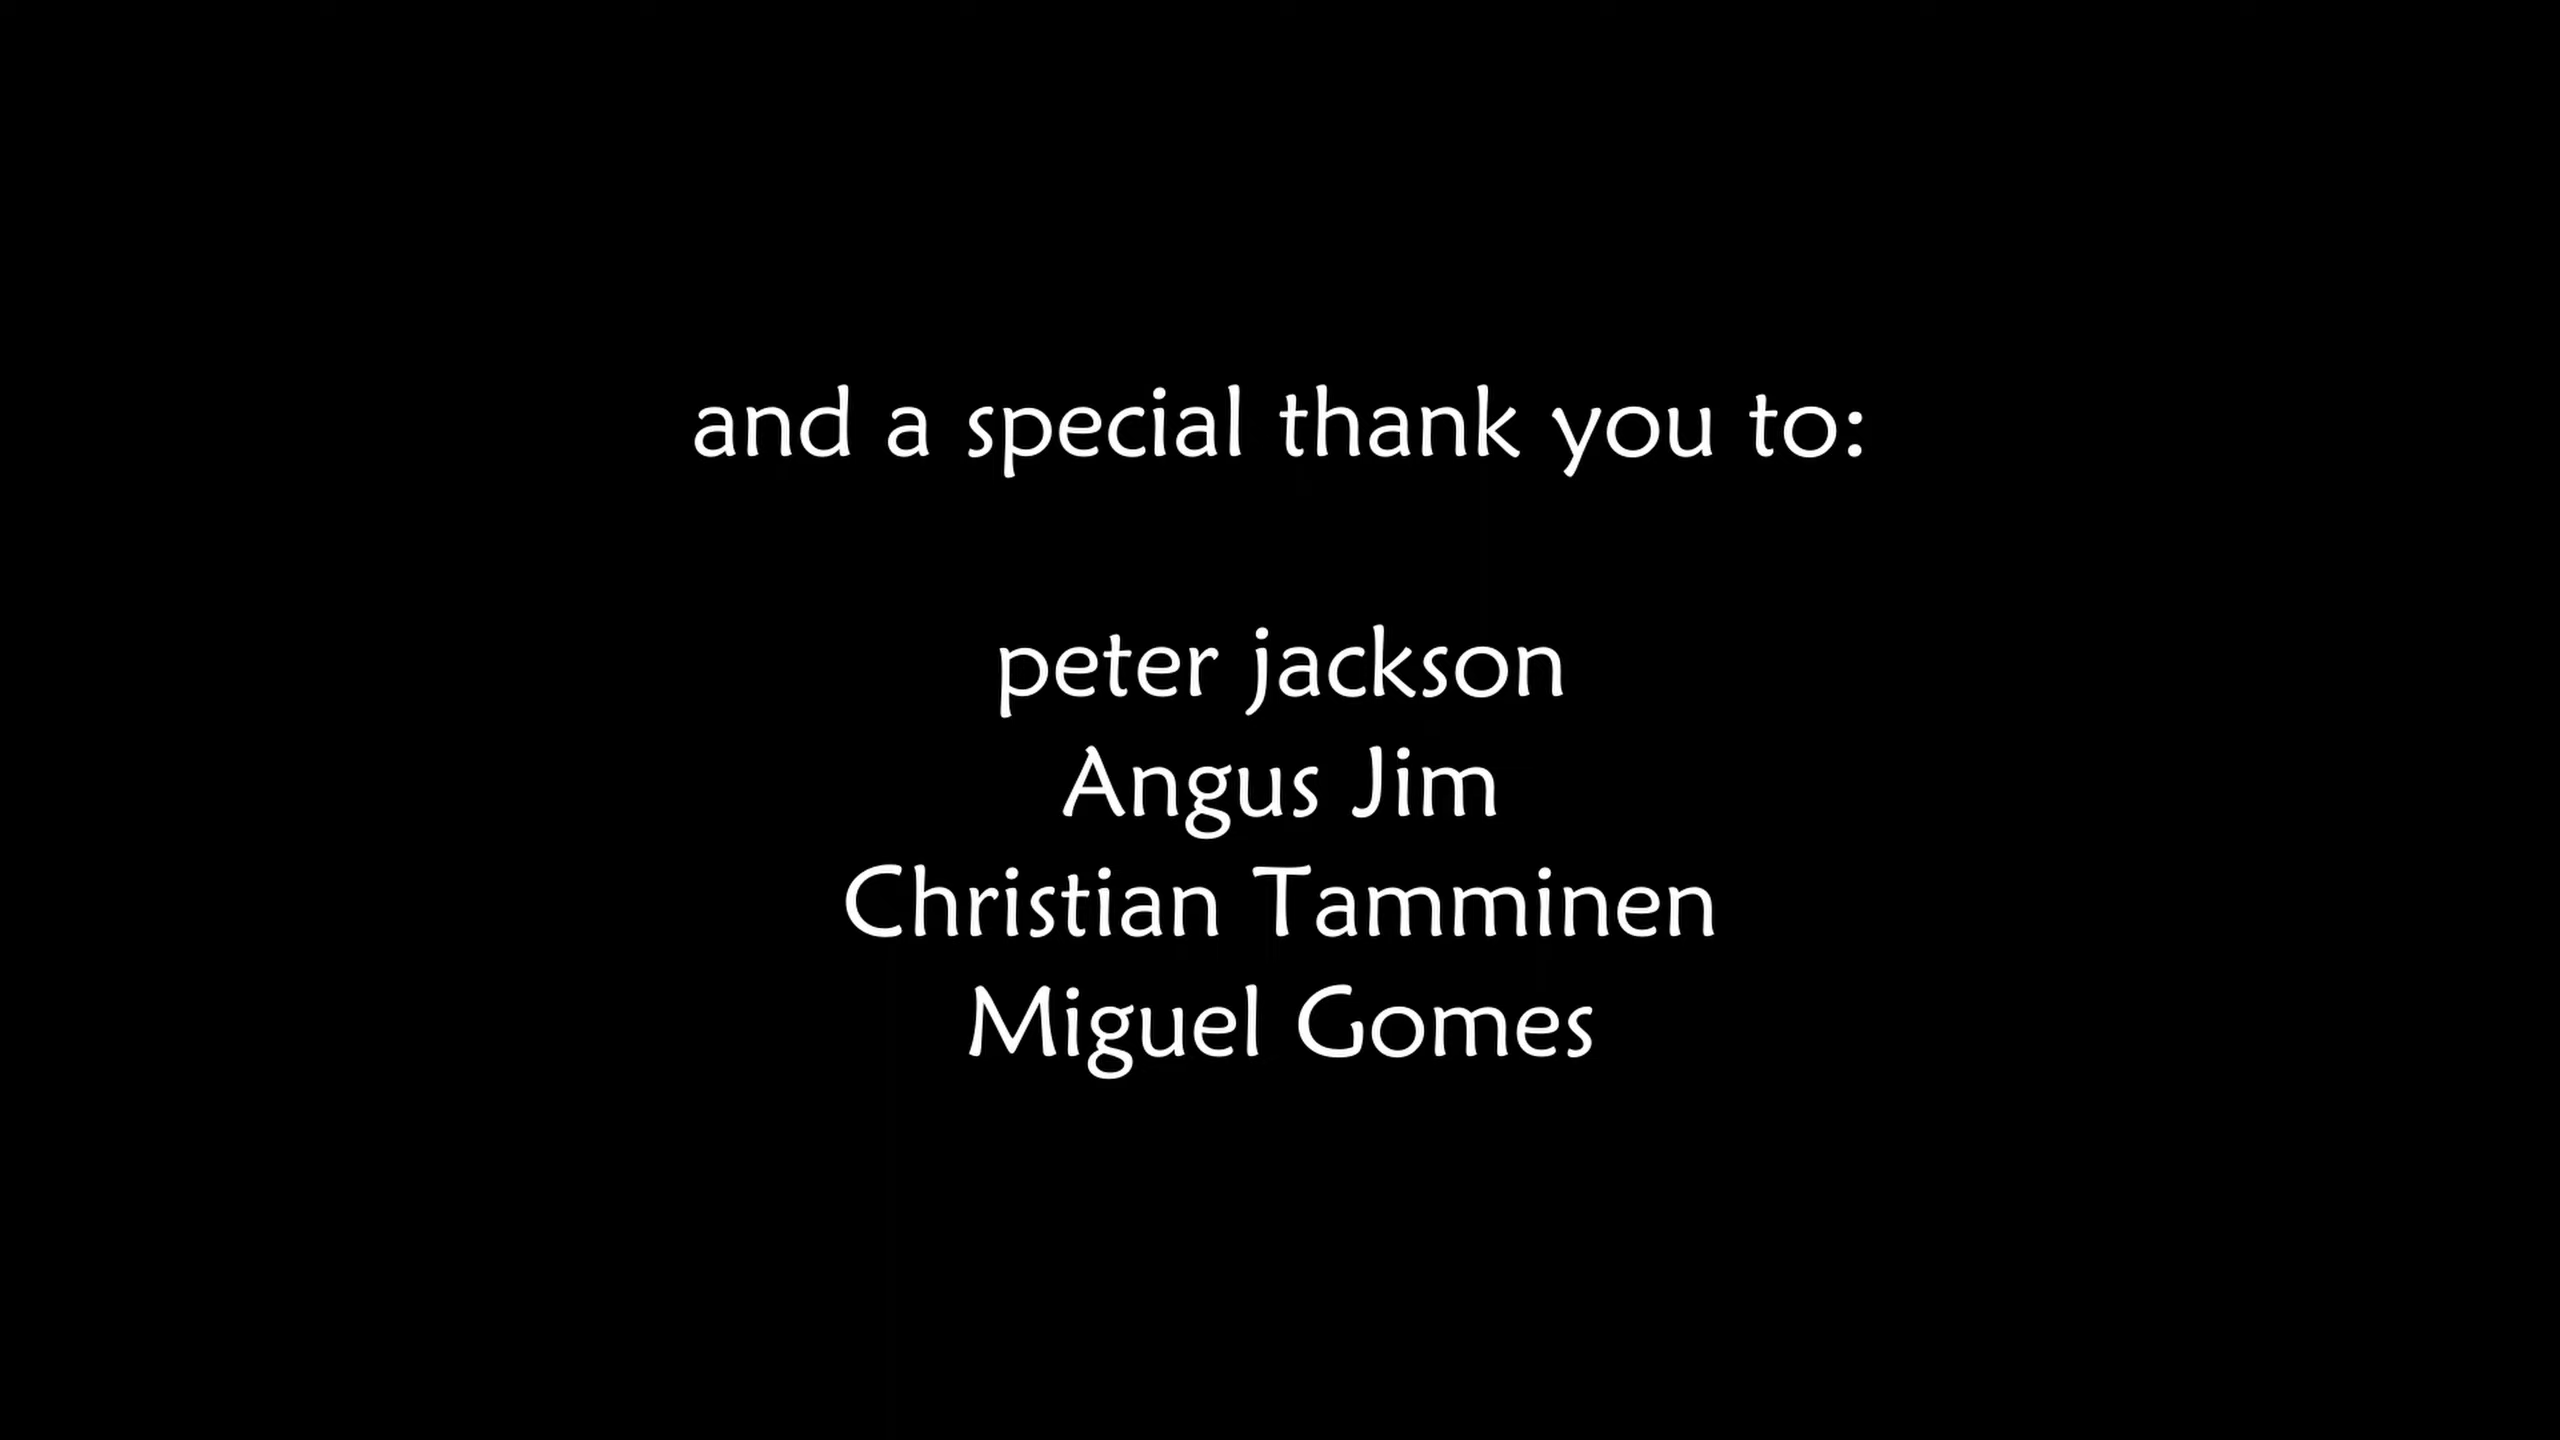 and a special thank you to:
peter jackson
Angus Jim
Christian Tamminen
Miguel Gomes